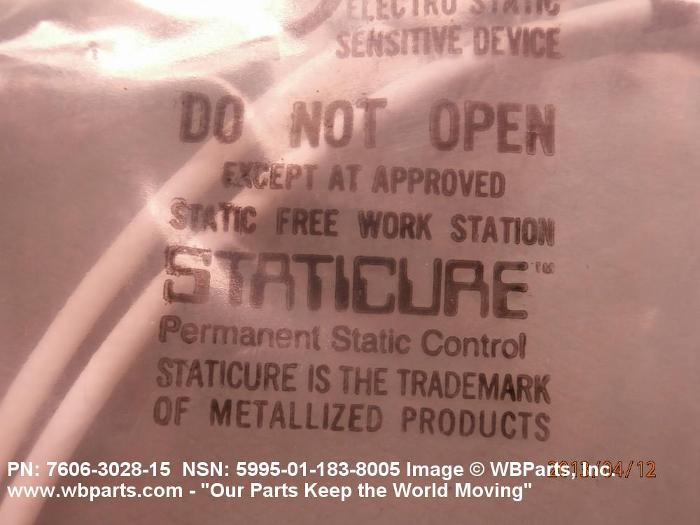 ELECTRO STATIC
SENSITIVE DEVICE
DO NOT OPEN
EXCEPT AT APPROVED
STATIC FREE WORK STATION
STATICURE™
Permanent Static Control
STATICURE IS THE TRADEMARK
OF METALLIZED PRODUCTS
PN: 7606-3028-15 NSN: 5995-01-183-8005 Image © WBParts, Inc.
www.wbparts.com - "Our Parts Keep the World Moving"